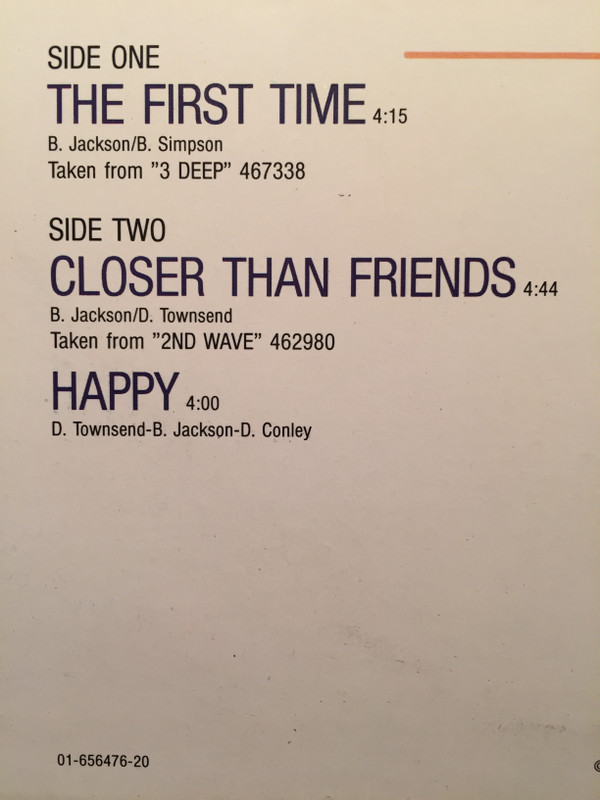 SIDE ONE
THE FIRST TIME 4:15
B. Jackson/B. Simpson
Taken from ”3 DEEP” 467338
SIDE TWO
CLOSER THAN FRIENDS 4:44
B. Jackson/D. Townsend
Taken from ”2ND WAVE” 462980
HAPPY 4:00
D. Townsend-B. Jackson-D. Conley
01-656476-20